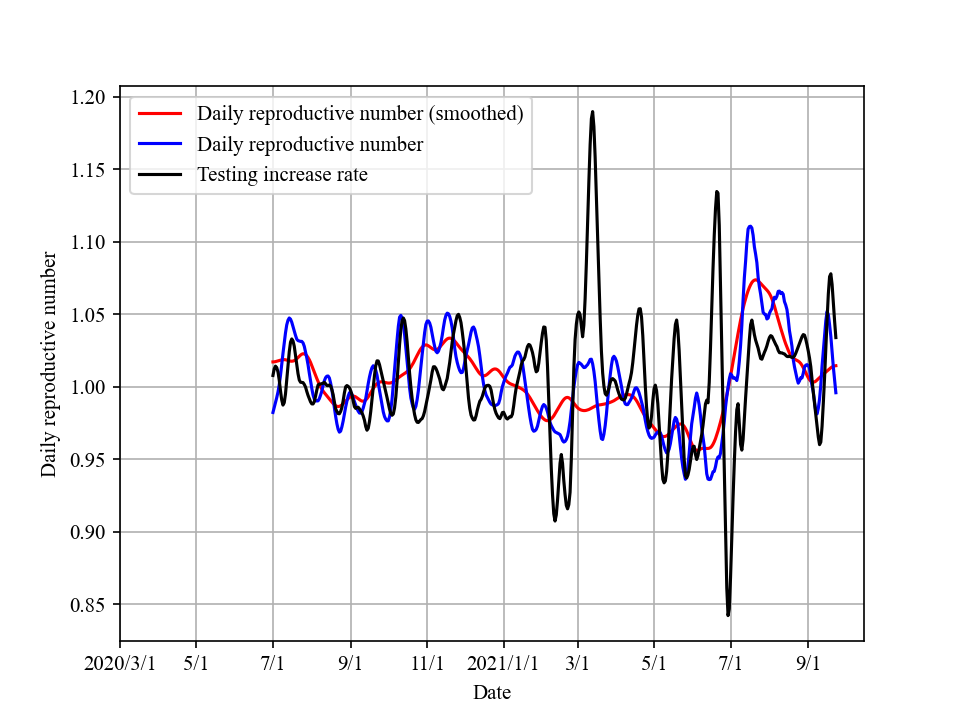 Daily reproductive number (smoothed)
Daily reproductive number
Testing increase rate
Daily reproductive number
1.20
1.15
1.10
1.05
1.00
0.95
0.90
0.85
2020/3/1 5/1 7/1 9/1 11/1 2021/1/1 3/1 5/1 7/1 9/1
Date